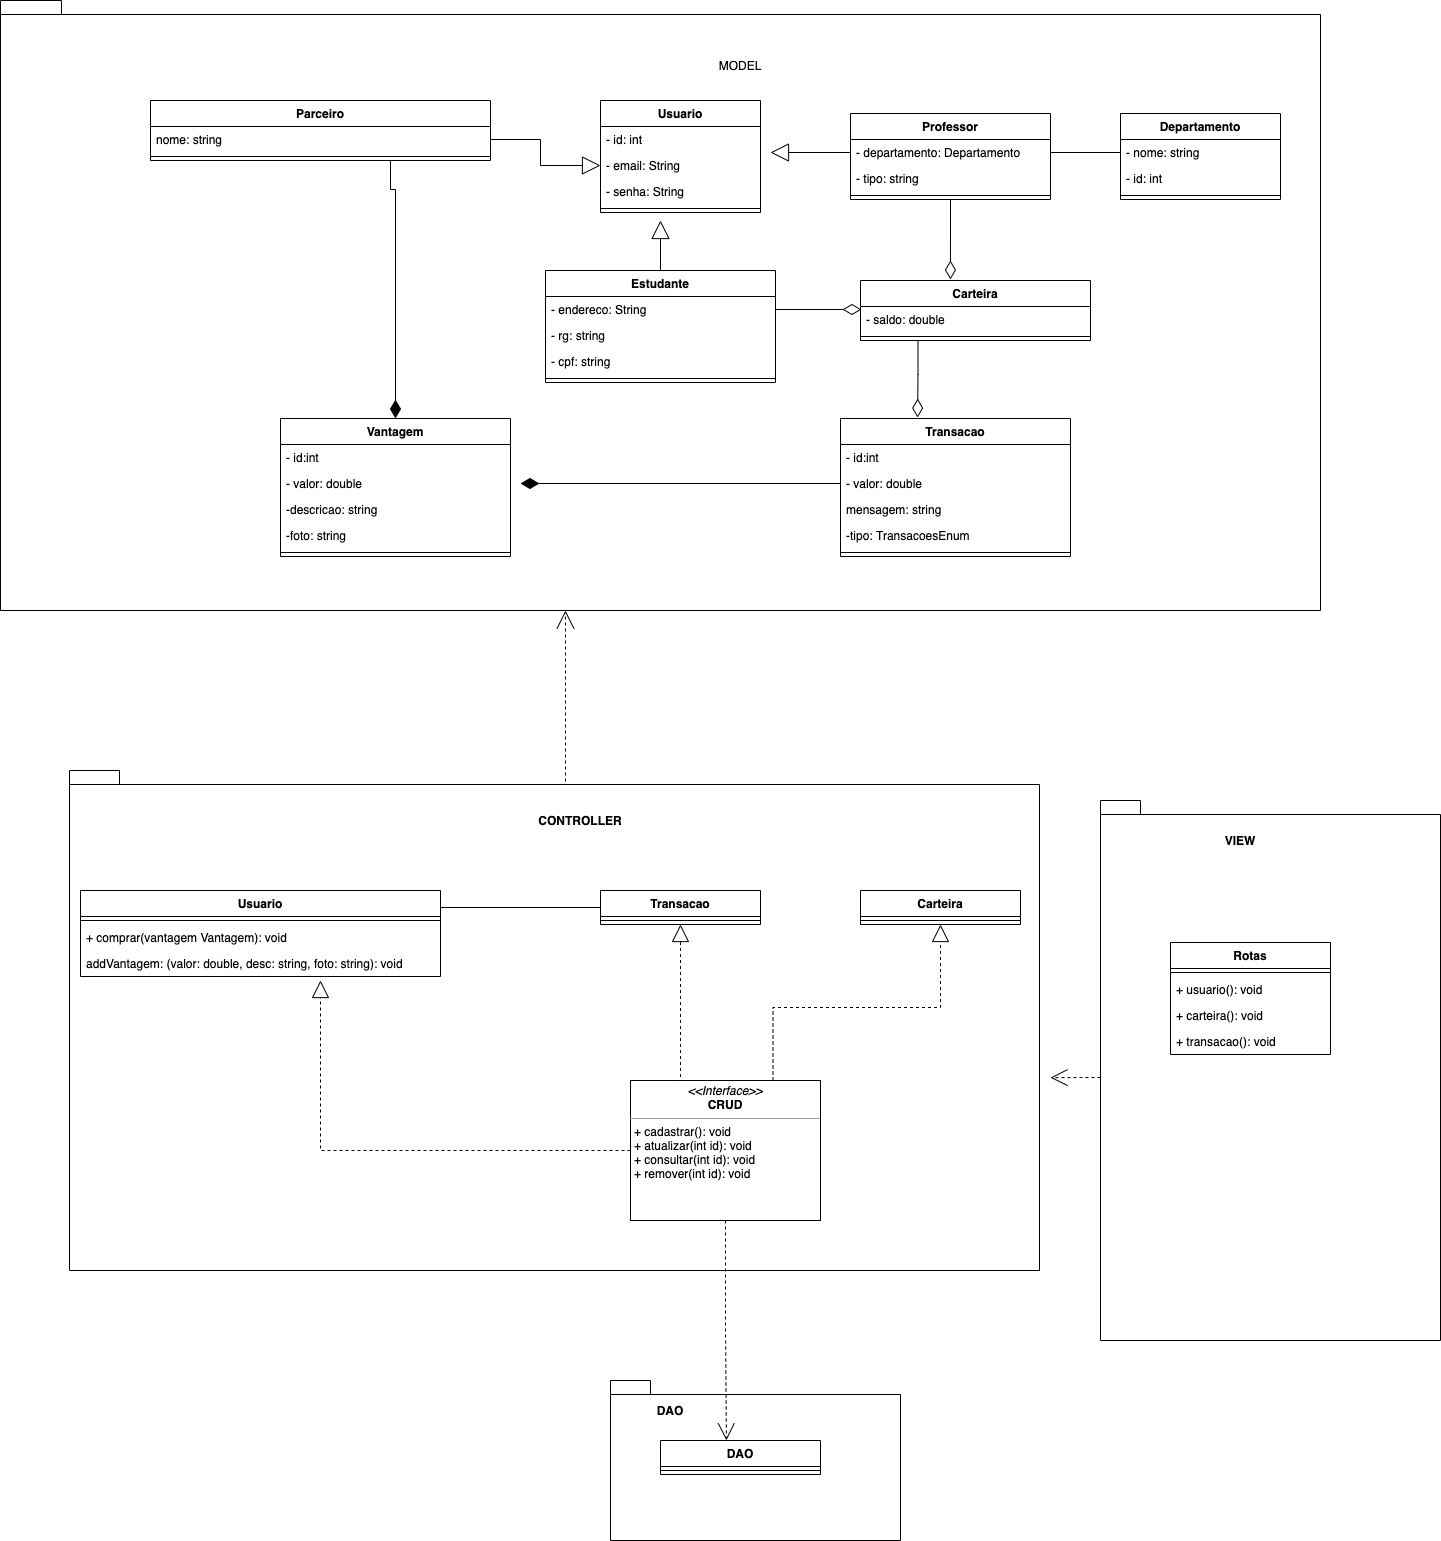 MODEL
Parceiro
nome: string
Usuario
- id: int
- email: String
- senha: String
Professor
- departamento: Departamento
- tipo: string
Departamento
- nome: string
- id: int
Estudante
- endereco: String
- rg: string
- cpf: string
Carteira
- saldo: double
Vantagem
- id:int
- valor: double
-descricao: string
-foto: string
Transacao
- id:int
- valor: double
mensagem: string
-tipo: TransacoesEnum
CONTROLLER
Usuario
+ comprar(vantagem Vantagem): void
addVantagem: (valor: double, desc: string, foto: string): void
Transacao
Carteira
<<Interface>>
CRUD
+ cadastrar(): void
+ atualizar(int id): void
+ consultar(int id): void
+ remover(int id): void
VIEW
Rotas
+ usuario(): void
+ carteira(): void
+ transacao(): void
DAO
DAO